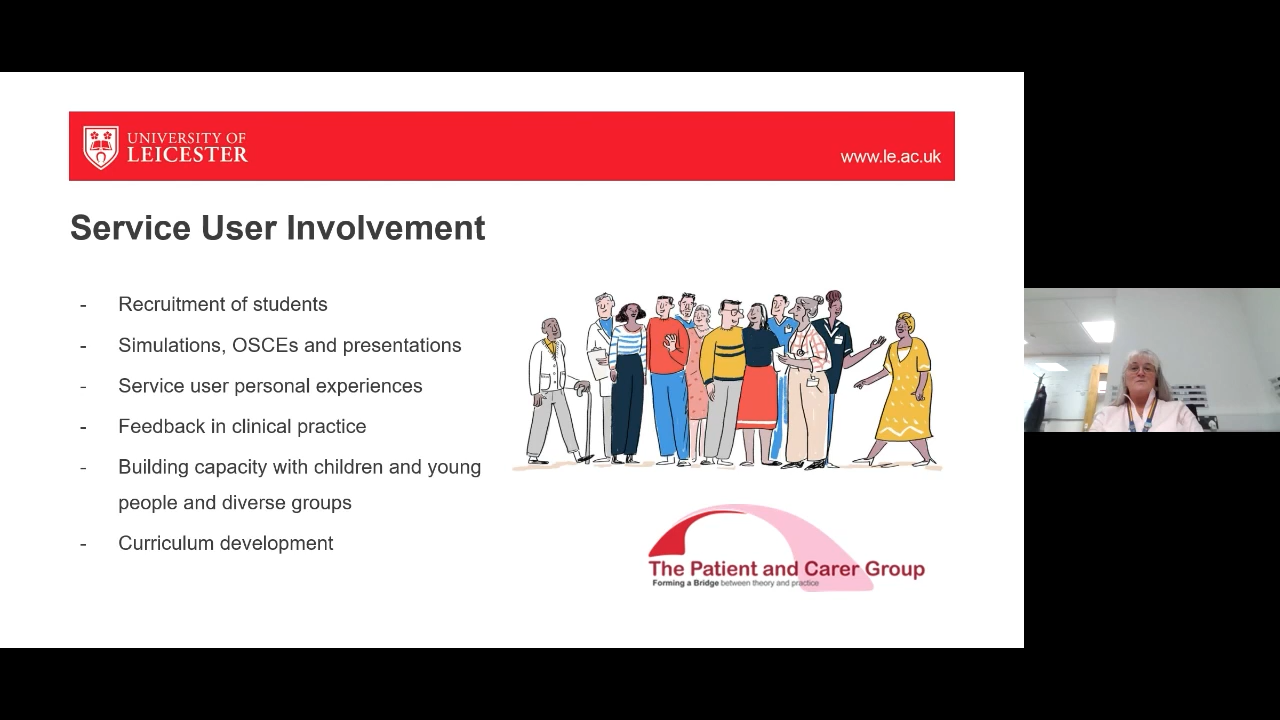 UNIVERSITY OF
LEICESTER
www.le.ac.uk
Service User Involvement
- Recruitment of students
- Simulations, OSCEs and presentations
- Service user personal experiences
- Feedback in clinical practice
- Building capacity with children and young
people and diverse groups
- Curriculum development
The Patient and Carer Group
Forming a Bridge between theory and practice